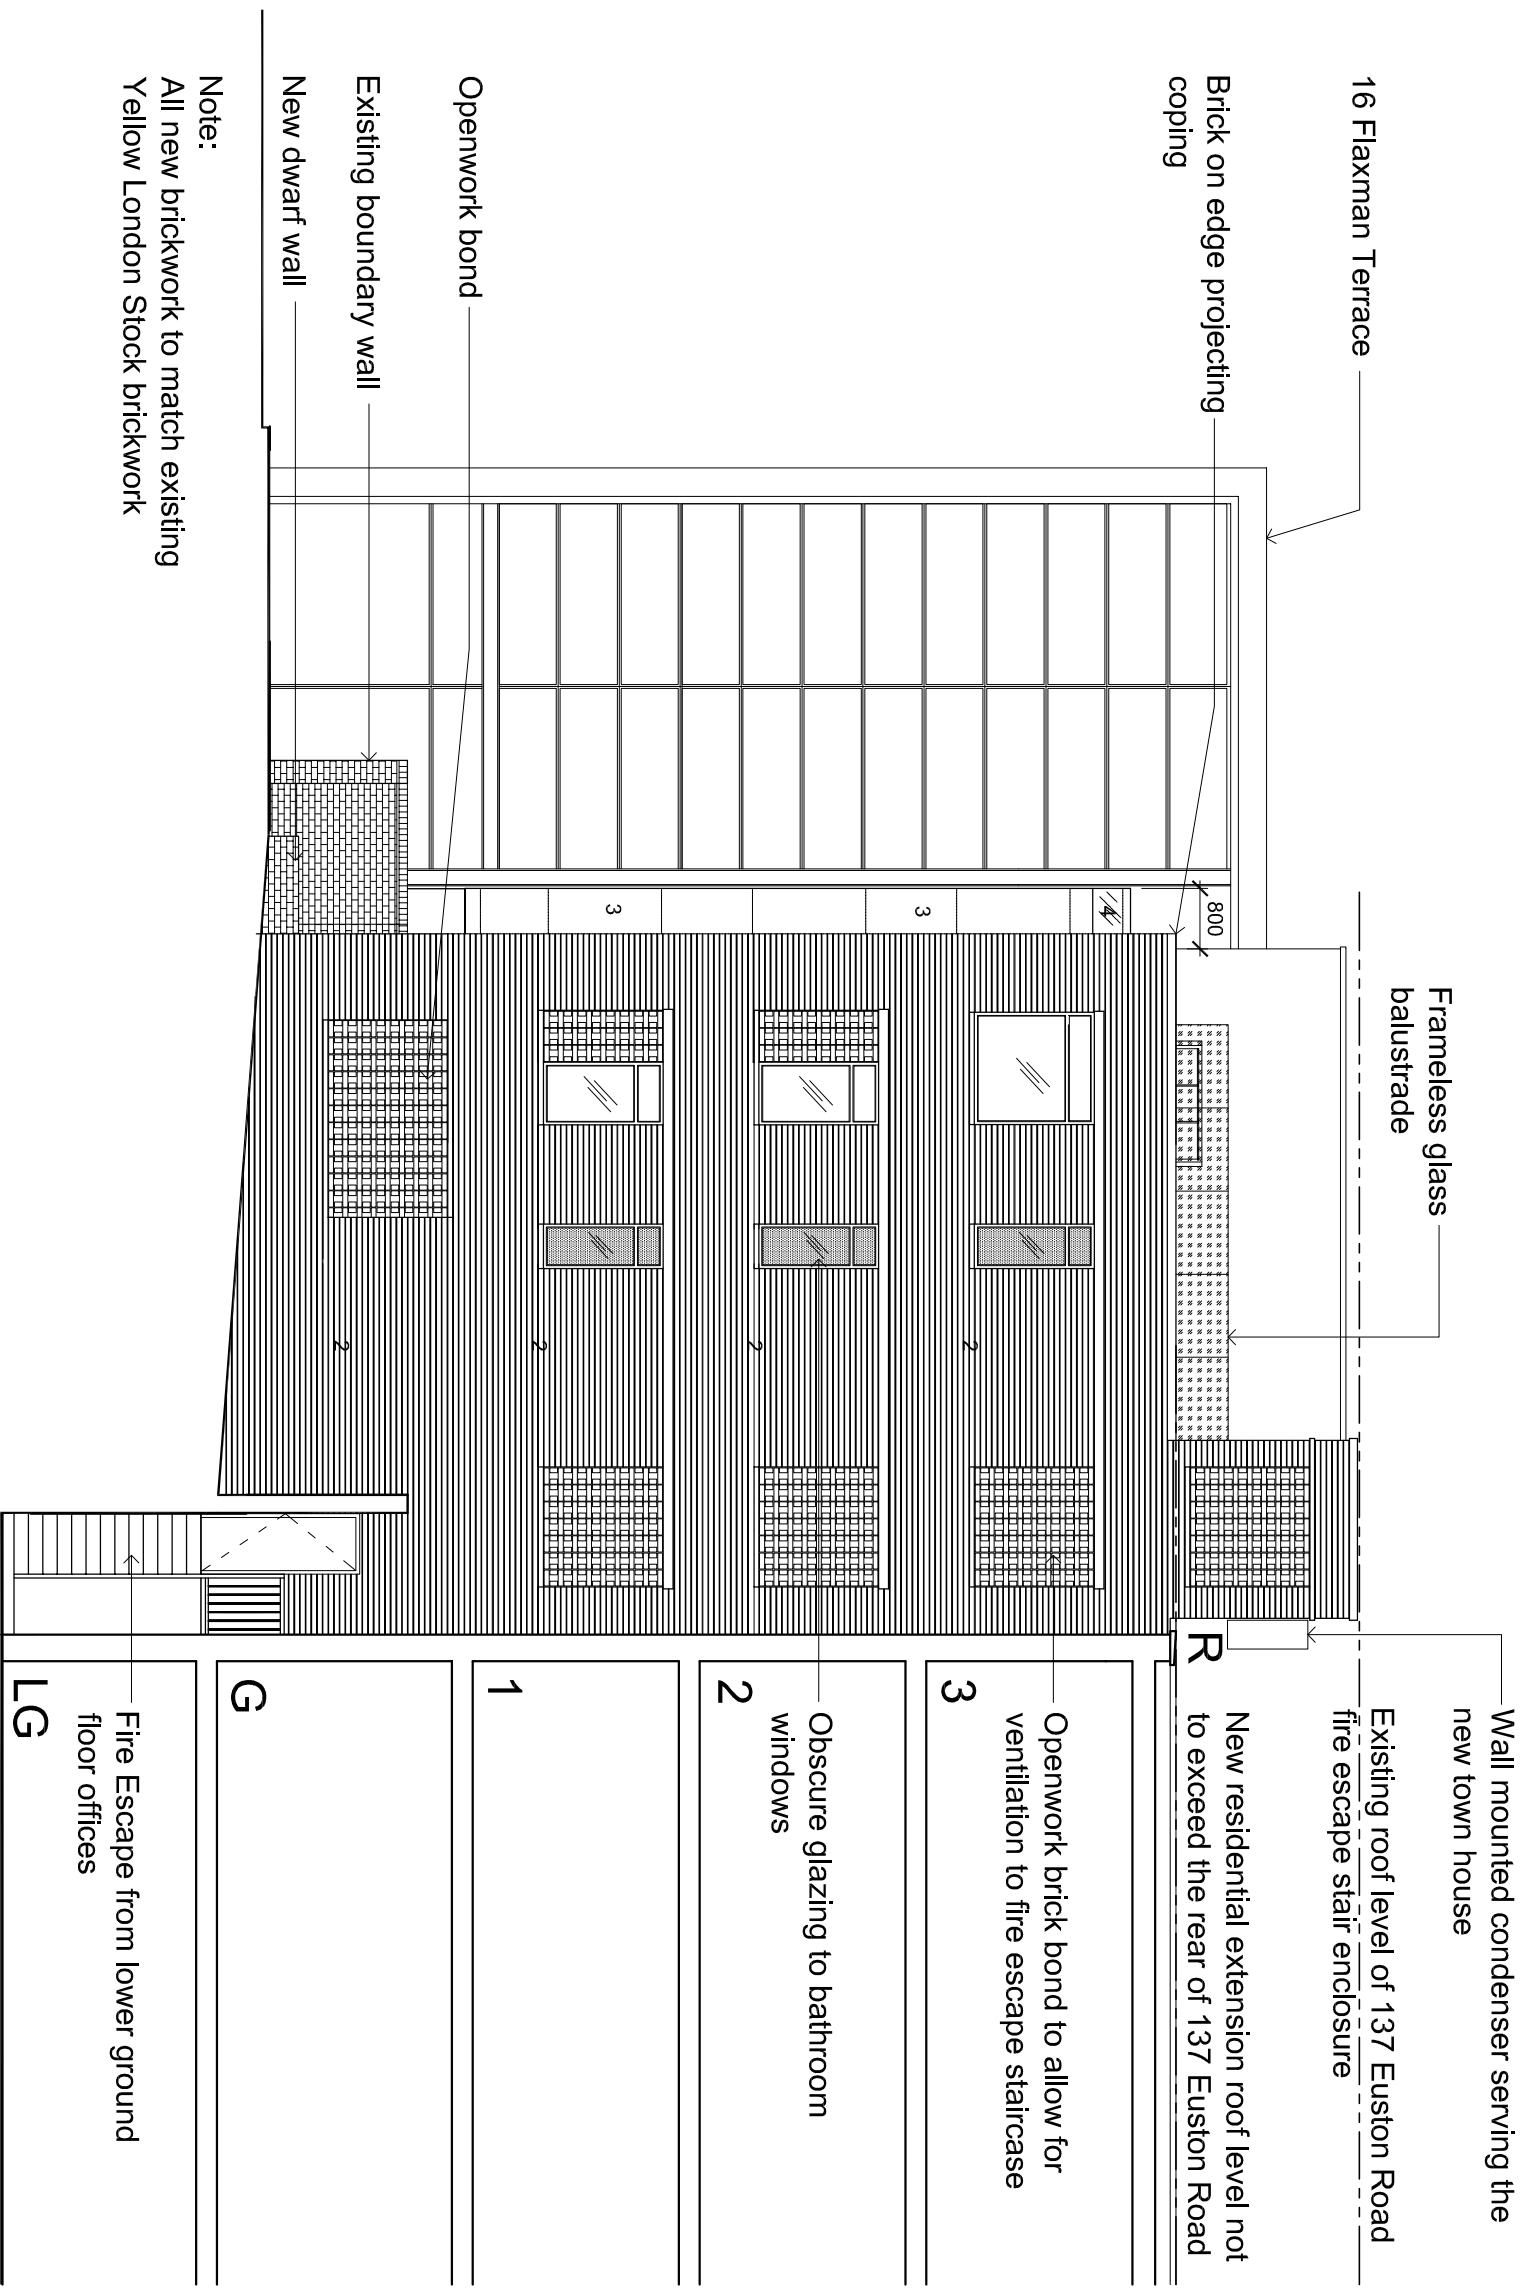 Wall mounted condenser serving the
new town house
Frameless glass
balustrade
16 Flaxman Terrace
Existing roof level of 137 Euston Road
fire escape stair enclosure
Brick on edge projecting
coping
800
R
New residential extension roof level not
to exceed the rear of 137 Euston Road
4
3
3
3
Openwork brick bond to allow for
ventilation to fire escape staircase
2
2
2
2
2
Obscure glazing to bathroom
windows
1
Openwork bond
Existing boundary wall
New dwarf wall
G
Note:
All new brickwork to match existing
Yellow London Stock brickwork
Fire Escape from lower ground
floor offices
LG